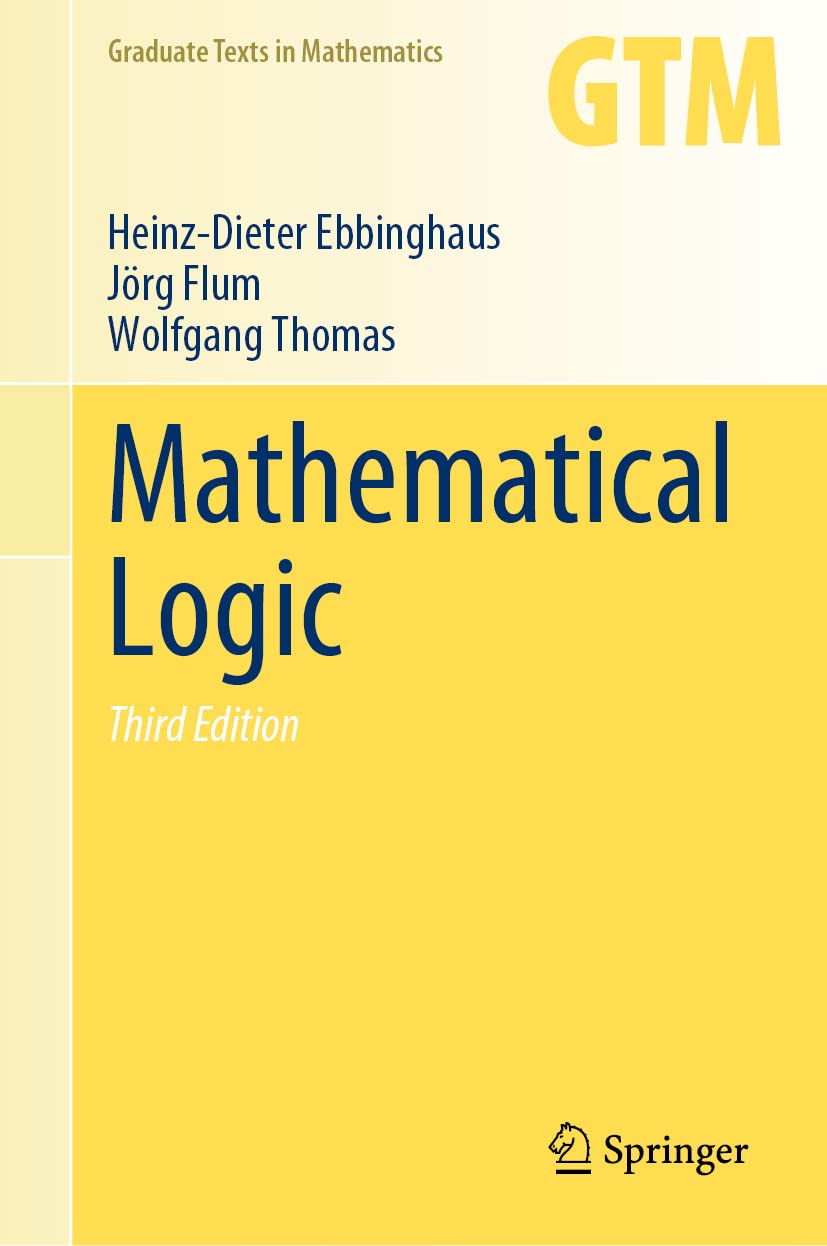 Graduate Texts in Mathematics
GTM
Heinz-Dieter Ebbinghaus
Jörg Flum
Wolfgang Thomas
Mathematical
Logic
Third Edition
Springer